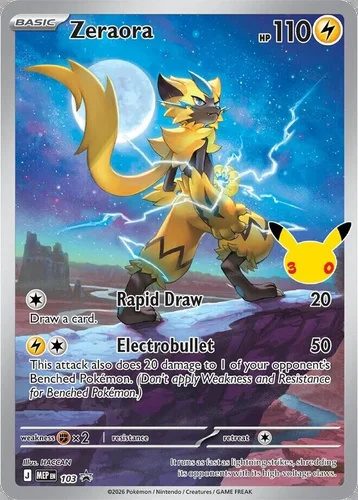 BASIC
Zeraora
HP 110
30
Rapid Draw 20
Draw a card.
Electrobullet 50
This attack also does 20 damage to 1 of your opponent's
Benched Pokémon. (Don't apply Weakness and Resistance
for Benched Pokémon.)
weakness ×2 resistance retreat
Illus. HACCAN
J MEP EN 103
It runs as fast as lightning strikes, shredding
its opponents with its high-voltage claws.
©2026 Pokémon / Nintendo / Creatures / GAME FREAK